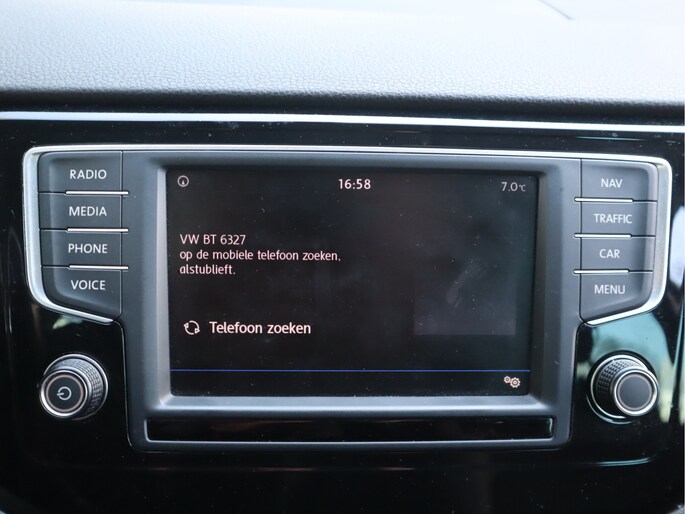 RADIO
MEDIA
PHONE
VOICE
16:58
7.0°C
VW BT 6327
op de mobiele telefoon zoeken,
alstublieft.
Telefoon zoeken
NAV
TRAFFIC
CAR
MENU